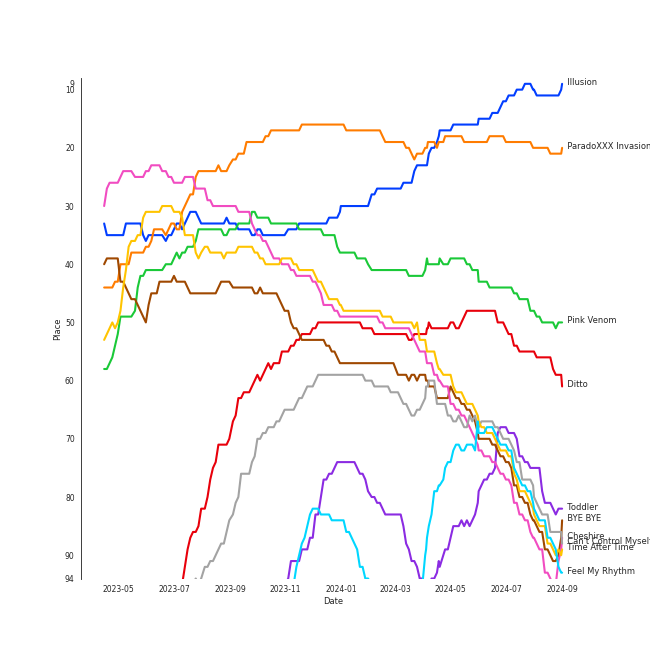 9
10
20
30
40
50
60
70
80
90
94
Place
2023-05
2023-07
2023-09
2023-11
2024-01
2024-03
2024-05
2024-07
2024-09
Date
Illusion
ParadoXXX Invasion
Pink Venom
Ditto
Toddler
BYE BYE
Cheshire
Can't Control Myself
Time After Time
Feel My Rhythm